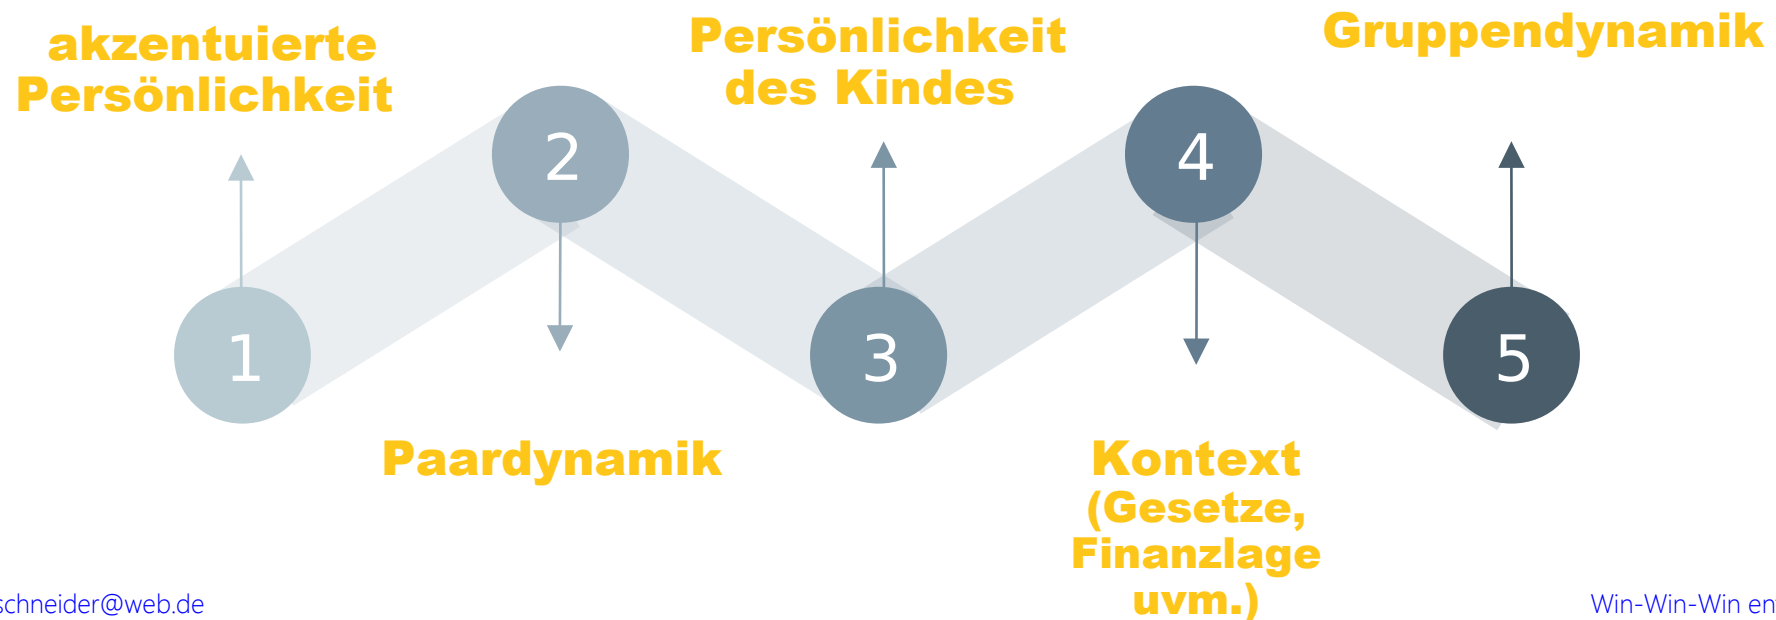 akzentuierte
Persönlichkeit
Persönlichkeit
des Kindes
Gruppendynamik
2
4
1
3
5
Paardynamik
Kontext
(Gesetze,
Finanzlage
uvm.)
schneider@web.de
Win-Win-Win